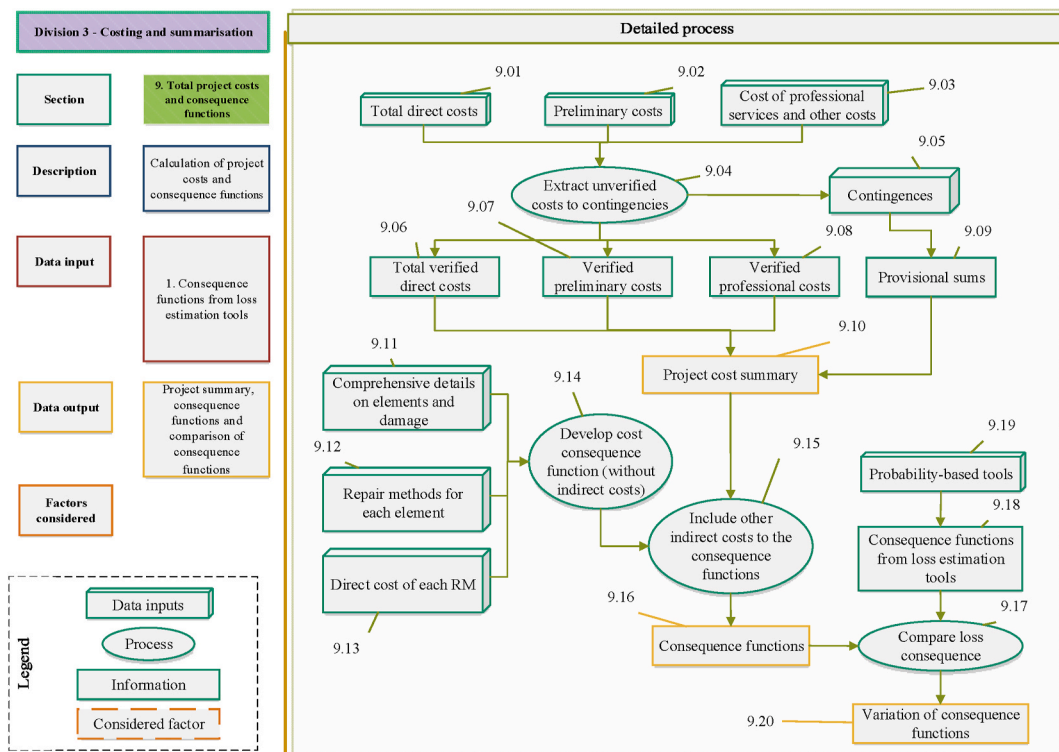 Division 3 - Costing and summarisation
Section
9. Total project costs
and consequence
functions
Description
Calculation of project
costs and
consequence functions
Data input
1. Consequence
functions from loss
estimation tools
Data output
Project summary,
consequence
functions and
comparison of
consequence
functions
Factors
considered
Legend
Data inputs
Process
Information
Considered factor
Detailed process
9.01
9.02
9.03
Total direct costs
Preliminary costs
Cost of professional
services and other costs
9.04
9.05
Extract unverified
costs to contingencies
Contingences
9.06
9.07
9.08
9.09
Total verified
direct costs
Verified
preliminary costs
Verified
professional costs
Provisional sums
9.10
Project cost summary
9.11
Comprehensive details
on elements and
damage
9.12
Repair methods for
each element
Direct cost of each RM
9.13
9.14
Develop cost
consequence
function (without
indirect costs)
9.15
Include other
indirect costs to the
consequence
functions
9.16
Consequence functions
9.19
Probability-based tools
9.18
Consequence functions
from loss estimation
tools
9.17
Compare loss
consequence
9.20
Variation of consequence
functions